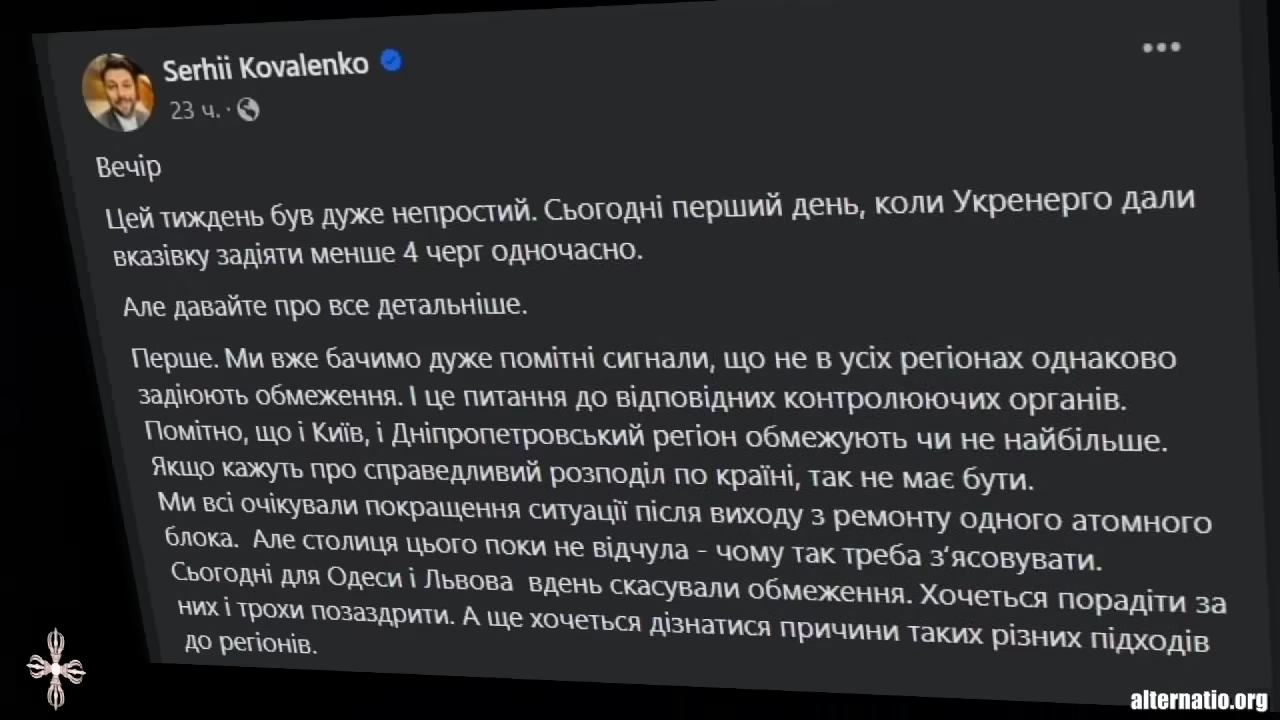 Serhii Kovalenko
23 ч. ·
Вечір
Цей тиждень був дуже непростий. Сьогодні перший день, коли Укренерго дали
вказівку задіяти менше 4 черг одночасно.
Але давайте про все детальніше.
Перше. Ми вже бачимо дуже помітні сигнали, що не в усіх регіонах однаково
задіюють обмеження. І це питання до відповідних контролюючих органів.
Помітно, що і Київ, і Дніпропетровський регіон обмежують чи не найбільше.
Якщо кажуть про справедливий розподіл по країні, так не має бути.
Ми всі очікували покращення ситуації після виходу з ремонту одного атомного
блока. Але столиця цього поки не відчула - чому так треба з‘ясовувати.
Сьогодні для Одеси і Львова вдень скасували обмеження. Хочеться порадіти за
них і трохи позаздрити. А ще хочеться дізнатися причини таких різних підходів
до регіонів.
alternatio.org